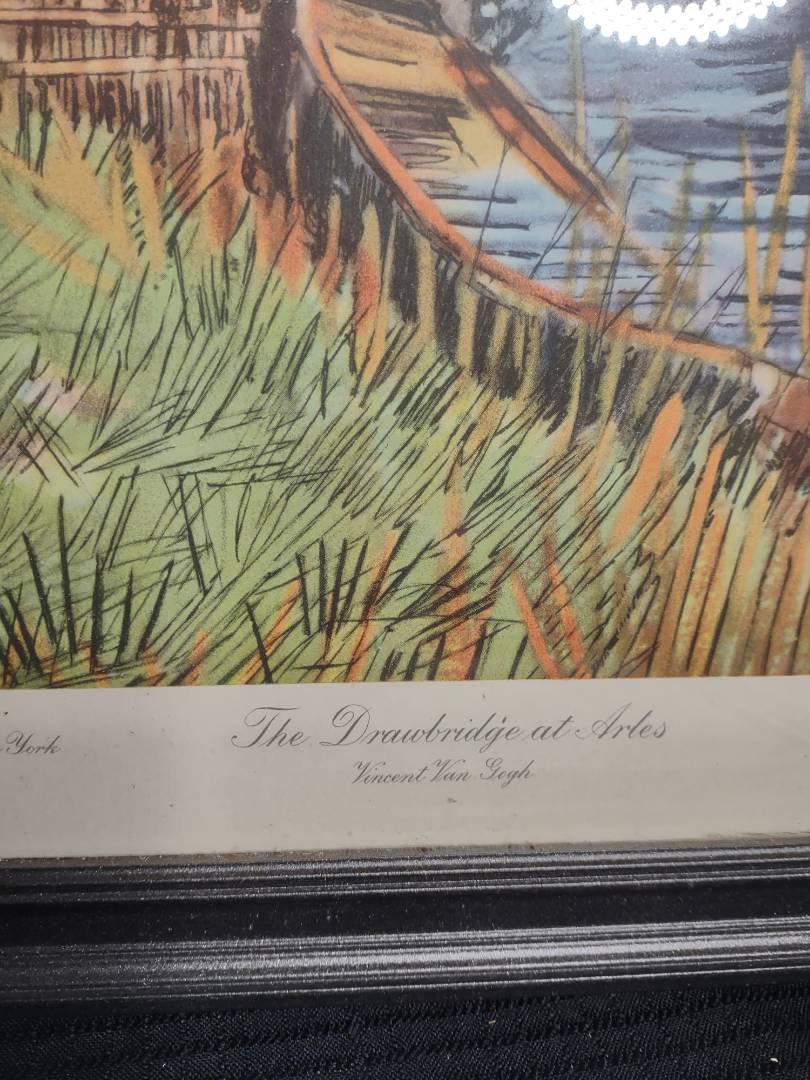 York
The Drawbridge at Arles
Vincent Van Gogh